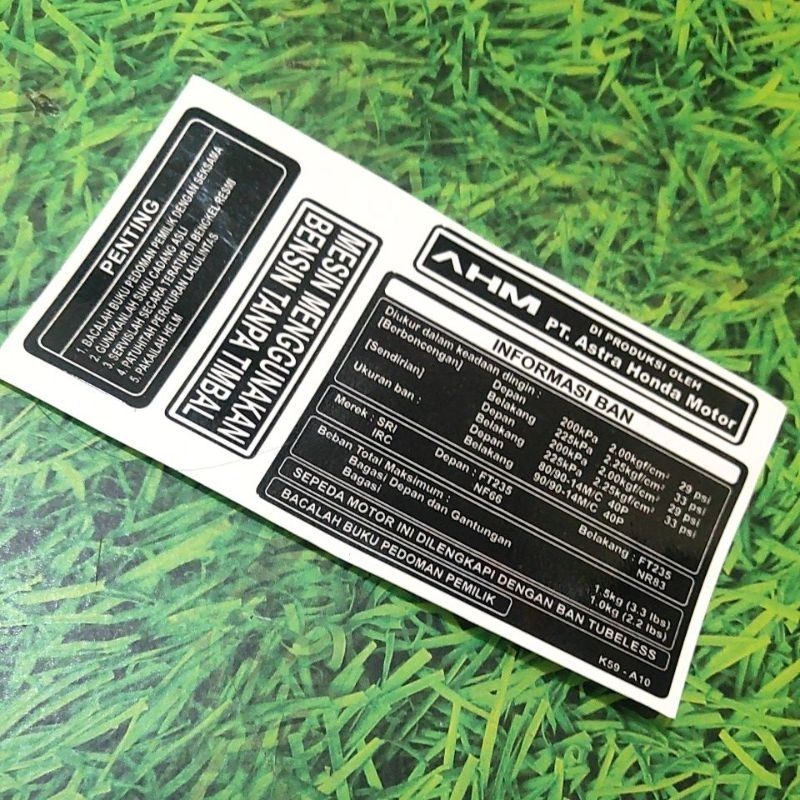 PENTING
1. BACALAH BUKU PEDOMAN PEMILIK DENGAN SEKSAMA
2. GUNAKANLAH SUKU CADANG ASLI
3. SERVISLAH SECARA TERATUR DI BENGKEL RESMI
4. PATUHITAH PERATURAN LALULINTAS
5. PAKAILAH HELM
MESIN MENGGUNAKAN
BENSIN TANPA TIMBAL
AHM
DI PRODUKSI OLEH
PT. Astra Honda Motor
INFORMASI BAN
Diukur dalam keadaan dingin :
[Berboncengan] Depan 200kPa 2,00kgf/cm² 29 psi
Belakang 225kPa 2,25kgf/cm² 33 psi
[Sendirian] Depan 200kPa 2,00kgf/cm² 29 psi
Belakang 225kPa 2,25kgf/cm² 33 psi
Ukuran ban : Depan 80/90-14M/C 40P
Belakang 90/90-14M/C 40P
Merek : SRI Depan : FT235 Belakang : FT235
IRC NF66 NR83
Beban Total Maksimum :
Bagasi Depan dan Gantungan 1.5kg (3.3 lbs)
Bagasi 1.0kg (2.2 lbs)
SEPEDA MOTOR INI DILENGKAPI DENGAN BAN TUBELESS
BACALAH BUKU PEDOMAN PEMILIK
K59 - A10